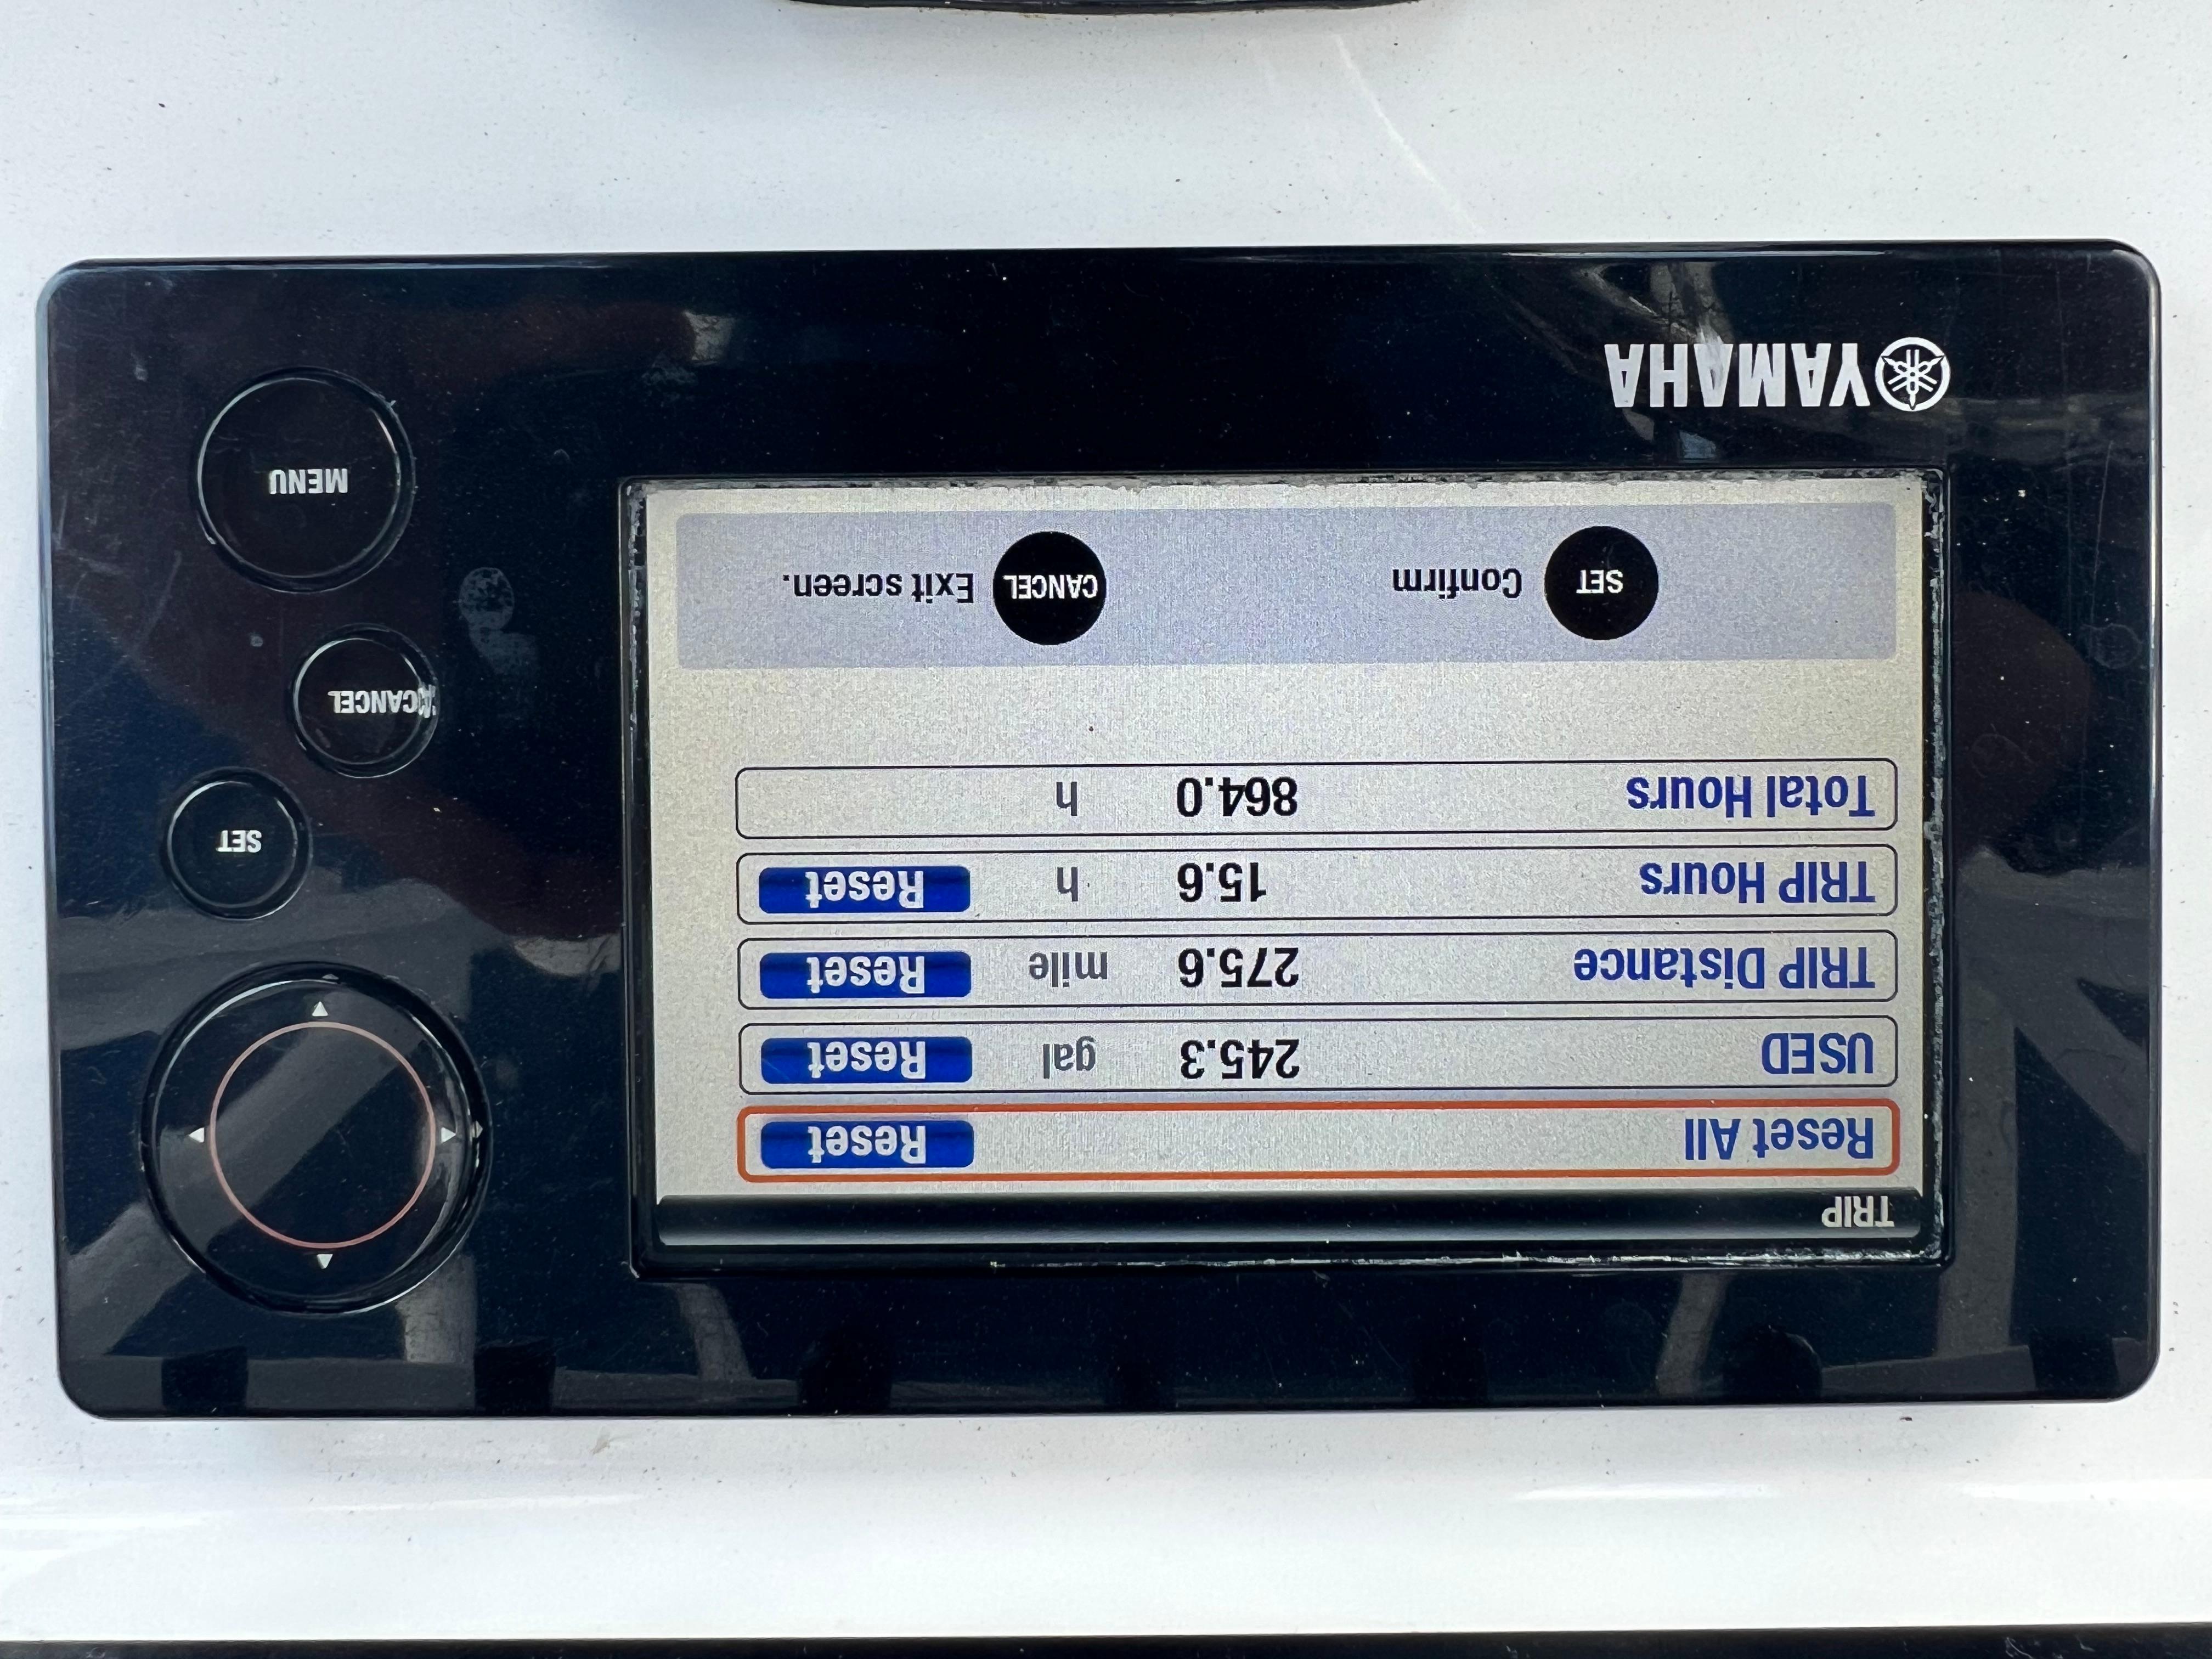 TRIP
Reset All Reset
USED 245.3 gal Reset
TRIP Distance 275.6 mile Reset
TRIP Hours 15.6 h Reset
Total Hours 864.0 h
SET Confirm CANCEL Exit screen.
YAMAHA
SET
CANCEL
MENU